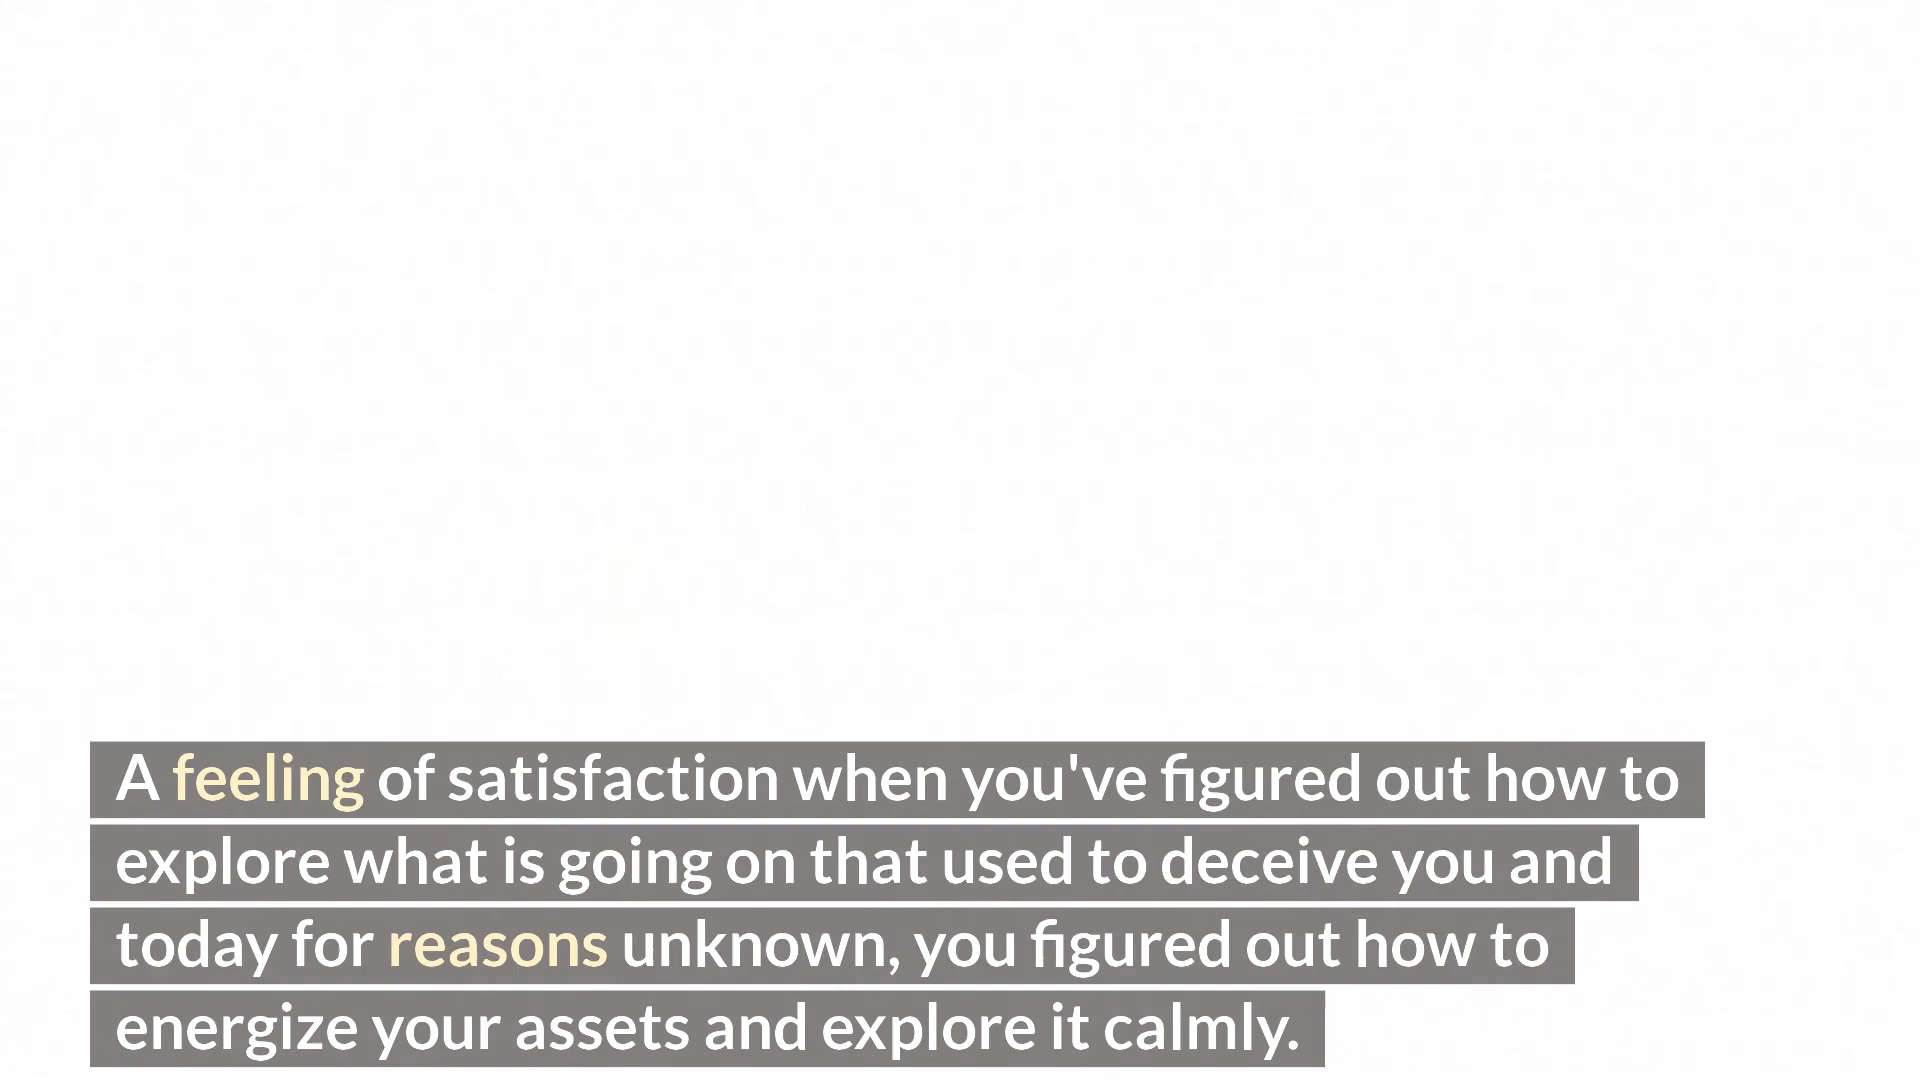 A feeling of satisfaction when you've figured out how to
explore what is going on that used to deceive you and
today for reasons unknown, you figured out how to
energize your assets and explore it calmly.